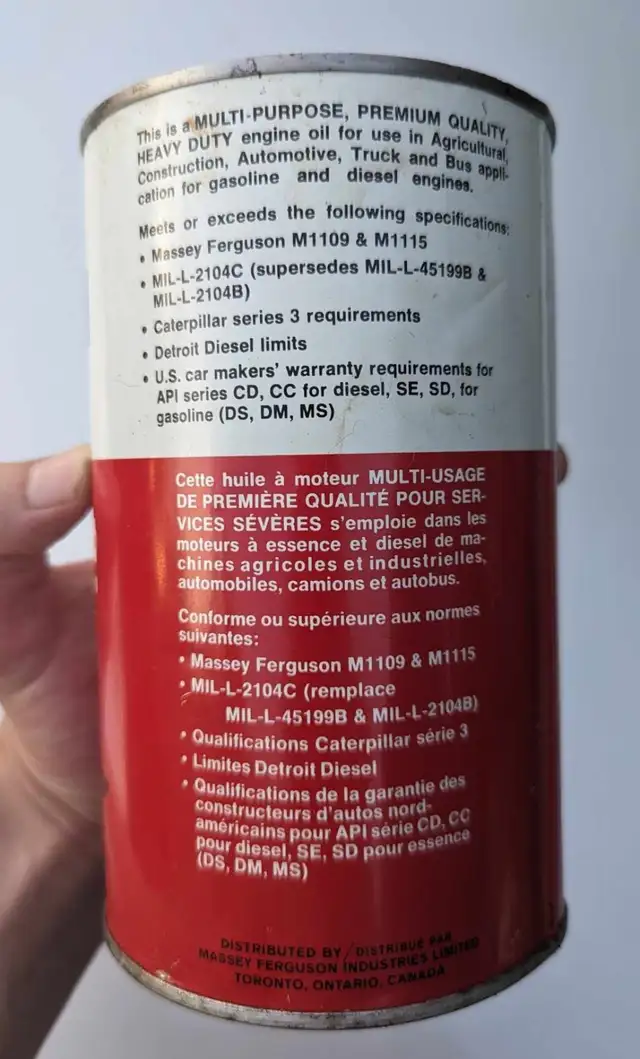 This is a MULTI-PURPOSE, PREMIUM QUALITY,
HEAVY DUTY engine oil for use in Agricultural,
Construction, Automotive, Truck and Bus appli-
cation for gasoline and diesel engines.
Meets or exceeds the following specifications:
• Massey Ferguson M1109 & M1115
• MIL-L-2104C (supersedes MIL-L-45199B &
MIL-L-2104B)
• Caterpillar series 3 requirements
• Detroit Diesel limits
• U.S. car makers' warranty requirements for
API series CD, CC for diesel, SE, SD, for
gasoline (DS, DM, MS)
Cette huile à moteur MULTI-USAGE
DE PREMIÈRE QUALITÉ POUR SER-
VICES SÉVÈRES s'emploie dans les
moteurs à essence et diesel de ma-
chines agricoles et industrielles,
automobiles, camions et autobus.
Conforme ou supérieure aux normes
suivantes:
• Massey Ferguson M1109 & M1115
• MIL-L-2104C (remplace
MIL-L-45199B & MIL-L-2104B)
• Qualifications Caterpillar série 3
• Limites Detroit Diesel
• Qualifications de la garantie des
constructeurs d'autos nord-
américains pour API série CD, CC
pour diesel, SE, SD pour essence
(DS, DM, MS)
DISTRIBUTED BY / DISTRIBUÉ PAR
MASSEY FERGUSON INDUSTRIES LIMITED
TORONTO, ONTARIO, CANADA